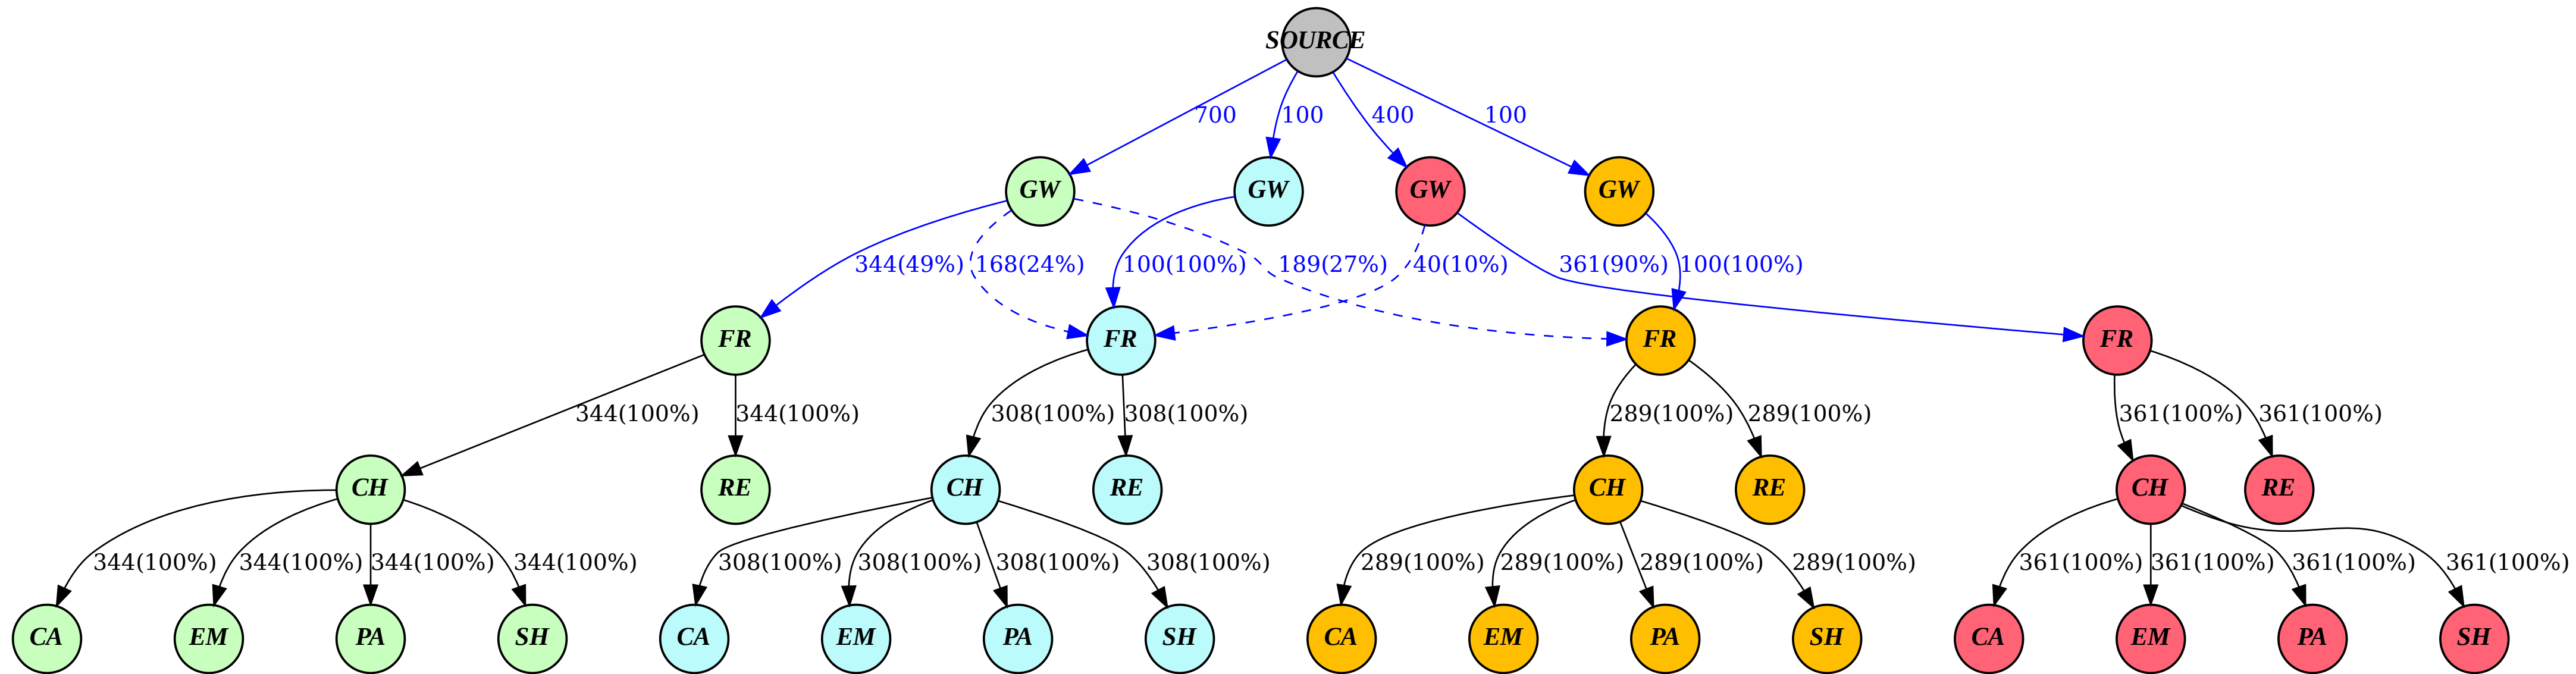 SOURCE
700 100 400 100
GW GW GW GW
344(49%) 168(24%) 100(100%) 189(27%) 40(10%) 361(90%) 100(100%)
FR FR FR FR
344(100%) 344(100%) 308(100%) 308(100%) 289(100%) 289(100%) 361(100%) 361(100%)
CH RE CH RE CH RE CH RE
344(100%) 344(100%) 344(100%) 344(100%) 308(100%) 308(100%) 308(100%) 308(100%) 289(100%) 289(100%) 289(100%) 289(100%) 361(100%) 361(100%) 361(100%) 361(100%)
CA EM PA SH CA EM PA SH CA EM PA SH CA EM PA SH